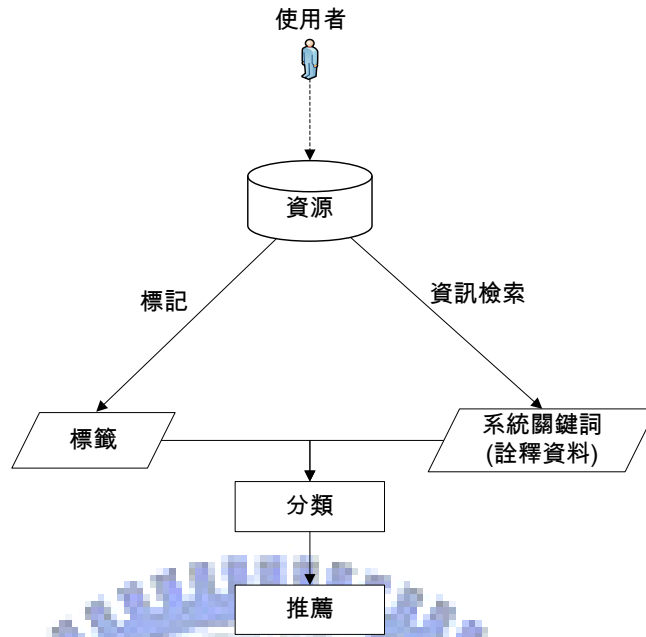 使用者
資源
標記
資訊檢索
標籤
系統關鍵詞
(詮釋資料)
分類
推薦